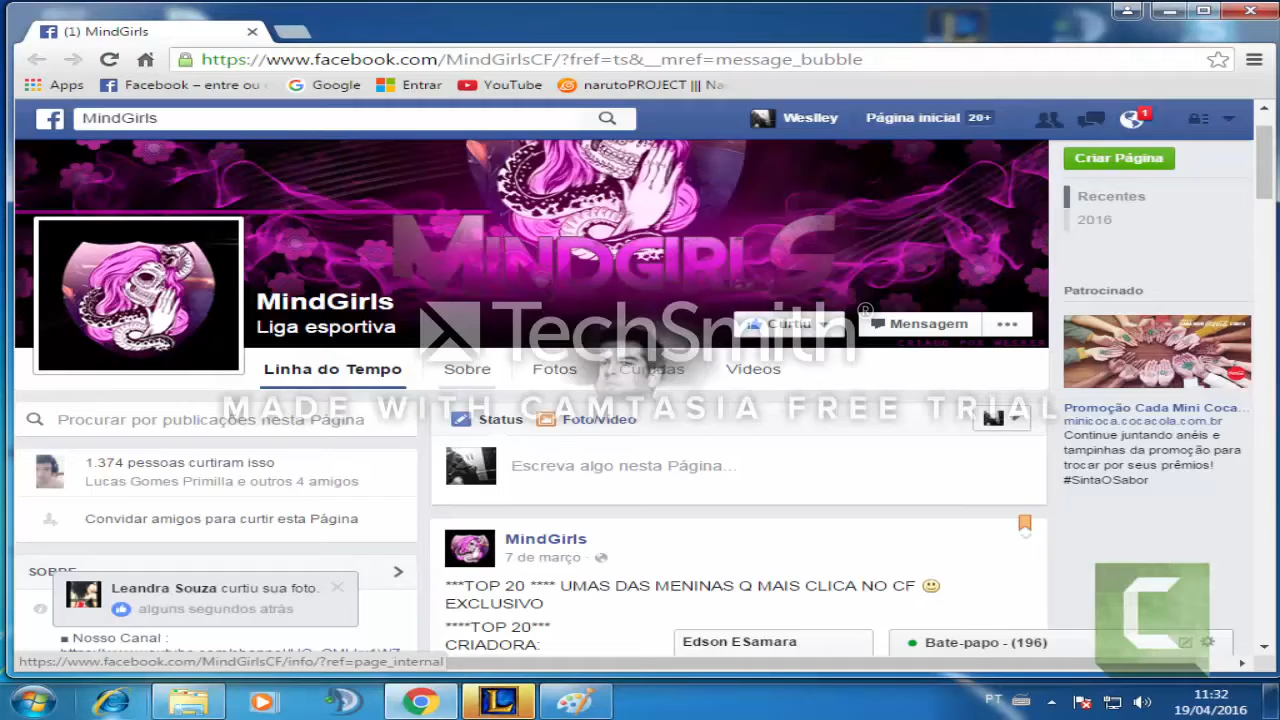 (1) MindGirls
https://www.facebook.com/MindGirlsCF/?fref=ts&__mref=message_bubble
Apps Facebook – entre ou Google Entrar YouTube narutoPROJECT ||| Na
MindGirls
Weslley Página inicial 20+ 1
Criar Página
Recentes
2016
MINDGIRLS
MindGirls
Liga esportiva
TechSmith®
Curtiu Mensagem •••
CRIADO POR WESKER
Linha do Tempo Sobre Fotos Curtidas Vídeos
MADE WITH CAMTASIA FREE TRIAL
Procurar por publicações nesta Página
Status Foto/Vídeo
Escreva algo nesta Página...
1.374 pessoas curtiram isso
Lucas Gomes Primilla e outros 4 amigos
Convidar amigos para curtir esta Página
SOBRE
Leandra Souza curtiu sua foto.
alguns segundos atrás
■ Nosso Canal :
MindGirls
7 de março
***TOP 20 **** UMAS DAS MENINAS Q MAIS CLICA NO CF
EXCLUSIVO
****TOP 20***
CRIADORA:
Patrocinado
Promoção Cada Mini Coca...
minicoca.cocacola.com.br
Continue juntando anéis e
tampinhas da promoção para
trocar por seus prêmios!
#SintaOSabor
Edson ESamara
Bate-papo - (196)
https://www.facebook.com/MindGirlsCF/info/?ref=page_internal
PT
11:32
19/04/2016